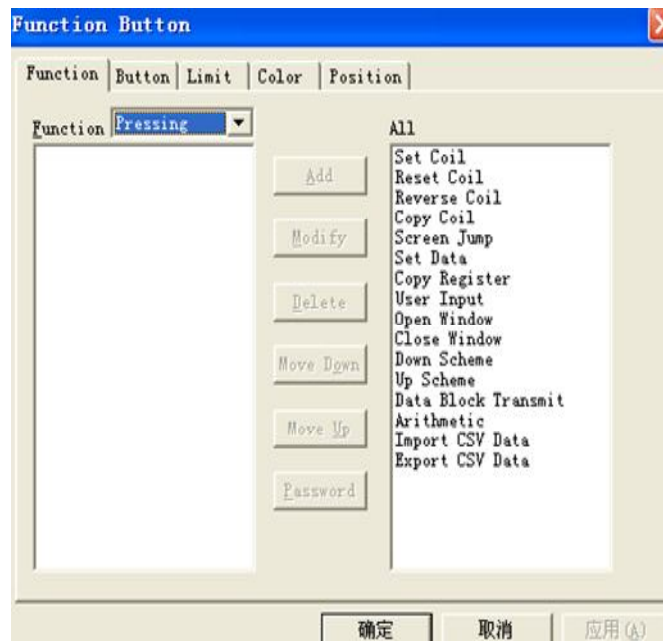 Function Button
Function Button Limit Color Position
Function Pressing
All
Add
Modify
Delete
Move Down
Move Up
Password
Set Coil
Reset Coil
Reverse Coil
Copy Coil
Screen Jump
Set Data
Copy Register
User Input
Open Window
Close Window
Down Scheme
Up Scheme
Data Block Transmit
Arithmetic
Import CSV Data
Export CSV Data
确定 取消 应用(A)